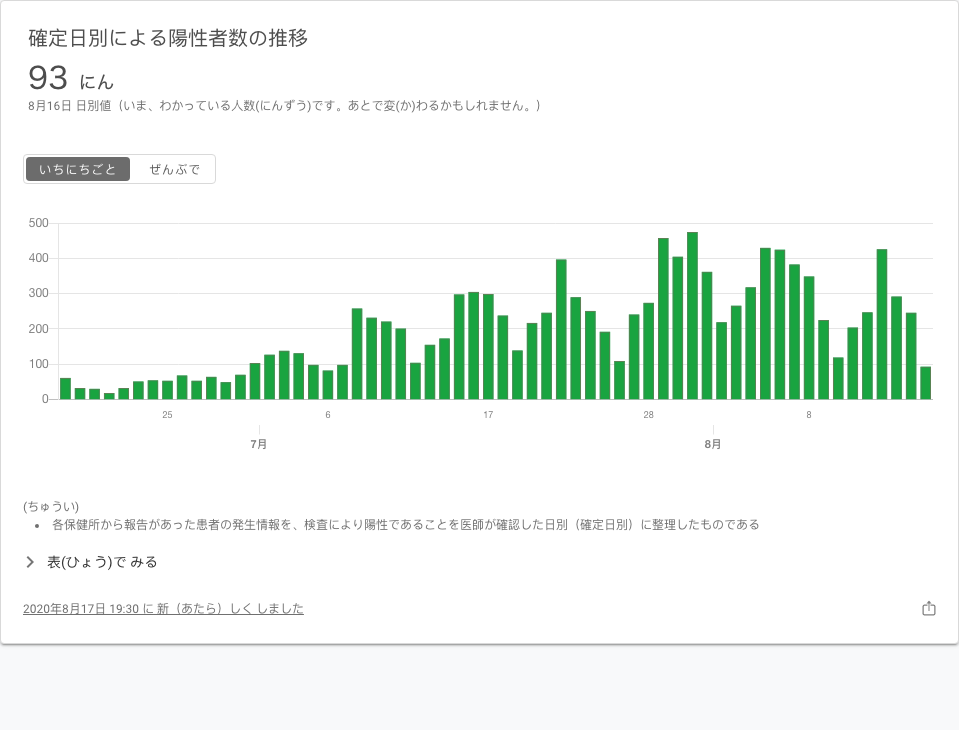 確定日別による陽性者数の推移
93 にん
8月16日 日別値（いま、わかっている人数(にんずう)です。あとで変(か)わるかもしれません。）
いちにちごと ぜんぶで
500
400
300
200
100
0
25 6 17 28 8
7月 8月
(ちゅうい)
• 各保健所から報告があった患者の発生情報を、検査により陽性であることを医師が確認した日別（確定日別）に整理したものである
表(ひょう)で みる
2020年8月17日 19:30 に 新（あたら）しく しました